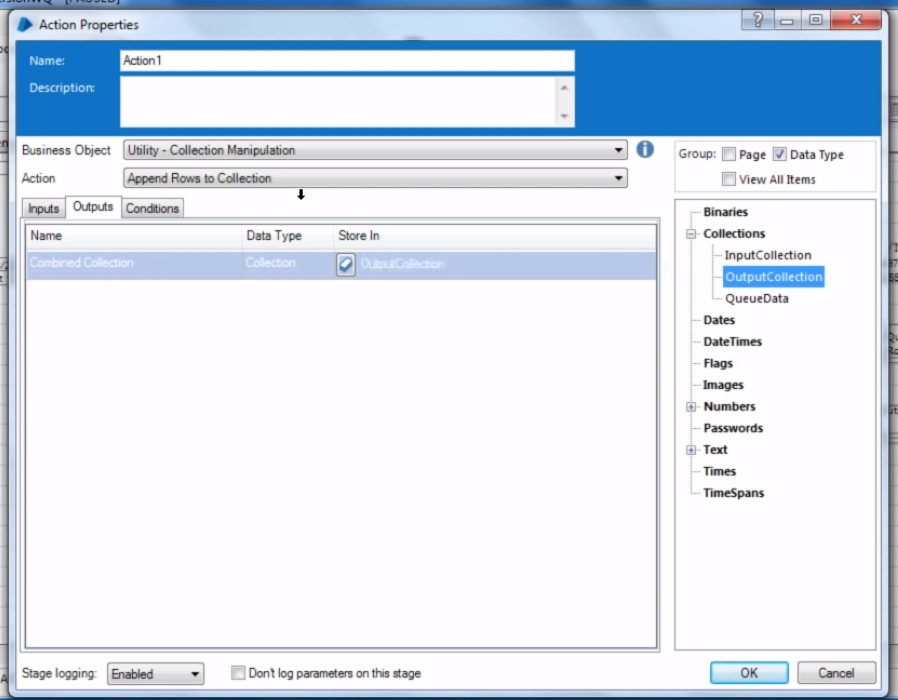 [PAUSED]
Action Properties
Name: Action1
Description:
Business Object Utility - Collection Manipulation
Action Append Rows to Collection
Group: Page Data Type
View All Items
Inputs Outputs Conditions
Name Data Type Store In
Combined Collection Collection OutputCollection
Binaries
Collections
InputCollection
OutputCollection
QueueData
Dates
DateTimes
Flags
Images
Numbers
Passwords
Text
Times
TimeSpans
Stage logging: Enabled Don't log parameters on this stage
OK Cancel